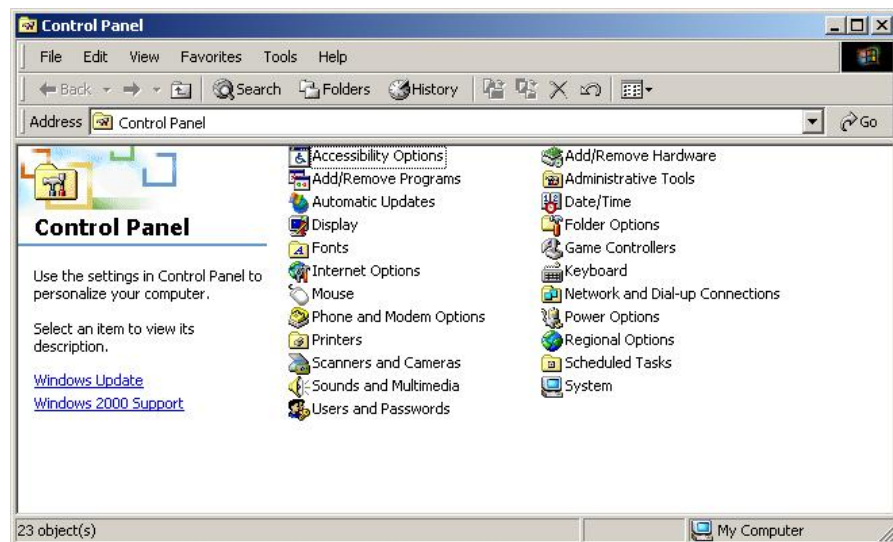 Control Panel
File Edit View Favorites Tools Help
Back Search Folders History
Address Control Panel Go
Control Panel
Use the settings in Control Panel to
personalize your computer.
Select an item to view its
description.
Windows Update
Windows 2000 Support
Accessibility Options
Add/Remove Programs
Automatic Updates
Display
Fonts
Internet Options
Mouse
Phone and Modem Options
Printers
Scanners and Cameras
Sounds and Multimedia
Users and Passwords
Add/Remove Hardware
Administrative Tools
Date/Time
Folder Options
Game Controllers
Keyboard
Network and Dial-up Connections
Power Options
Regional Options
Scheduled Tasks
System
23 object(s) My Computer